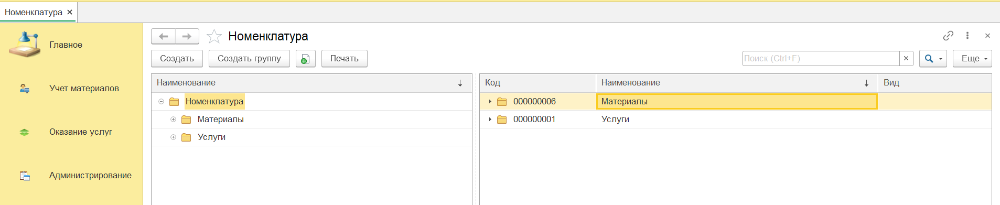 Номенклатура
Главное
Учет материалов
Оказание услуг
Администрирование
Номенклатура
Создать Создать группу Печать Поиск (Ctrl+F) Еще
Наименование
Номенклатура
Материалы
Услуги
Код Наименование Вид
000000006 Материалы
000000001 Услуги